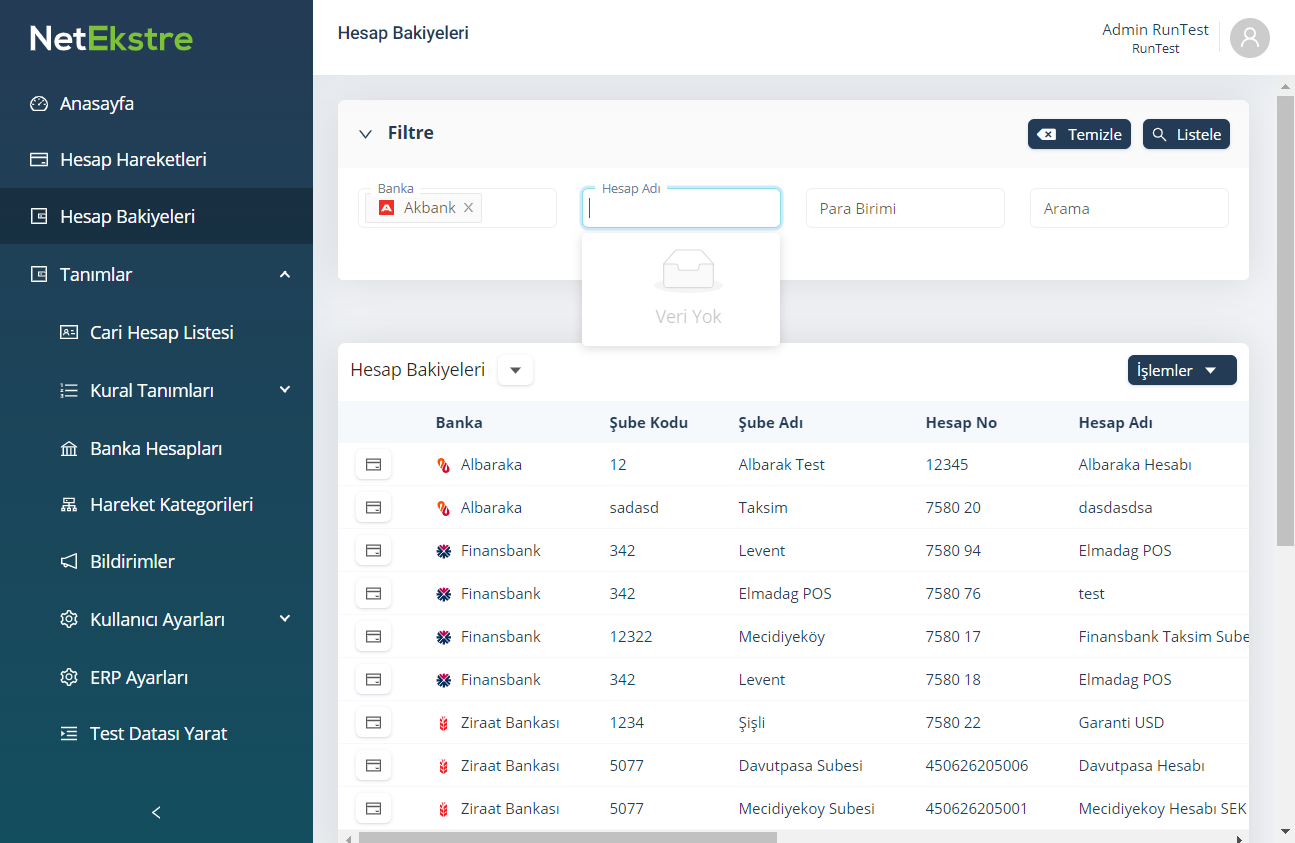 NetEkstre
Anasayfa
Hesap Hareketleri
Hesap Bakiyeleri
Tanımlar
Cari Hesap Listesi
Kural Tanımları
Banka Hesapları
Hareket Kategorileri
Bildirimler
Kullanıcı Ayarları
ERP Ayarları
Test Datası Yarat
Hesap Bakiyeleri
Admin RunTest
RunTest
Filtre
Temizle
Listele
Banka
Akbank
Hesap Adı
Para Birimi
Arama
Veri Yok
Hesap Bakiyeleri
İşlemler
Banka Şube Kodu Şube Adı Hesap No Hesap Adı
Albaraka 12 Albarak Test 12345 Albaraka Hesabı
Albaraka sadasd Taksim 7580 20 dasdasdsa
Finansbank 342 Levent 7580 94 Elmadag POS
Finansbank 342 Elmadag POS 7580 76 test
Finansbank 12322 Mecidiyeköy 7580 17 Finansbank Taksim Sube
Finansbank 342 Levent 7580 18 Elmadag POS
Ziraat Bankası 1234 Şişli 7580 22 Garanti USD
Ziraat Bankası 5077 Davutpasa Subesi 450626205006 Davutpasa Hesabı
Ziraat Bankası 5077 Mecidiyekoy Subesi 450626205001 Mecidiyekoy Hesabı SEK